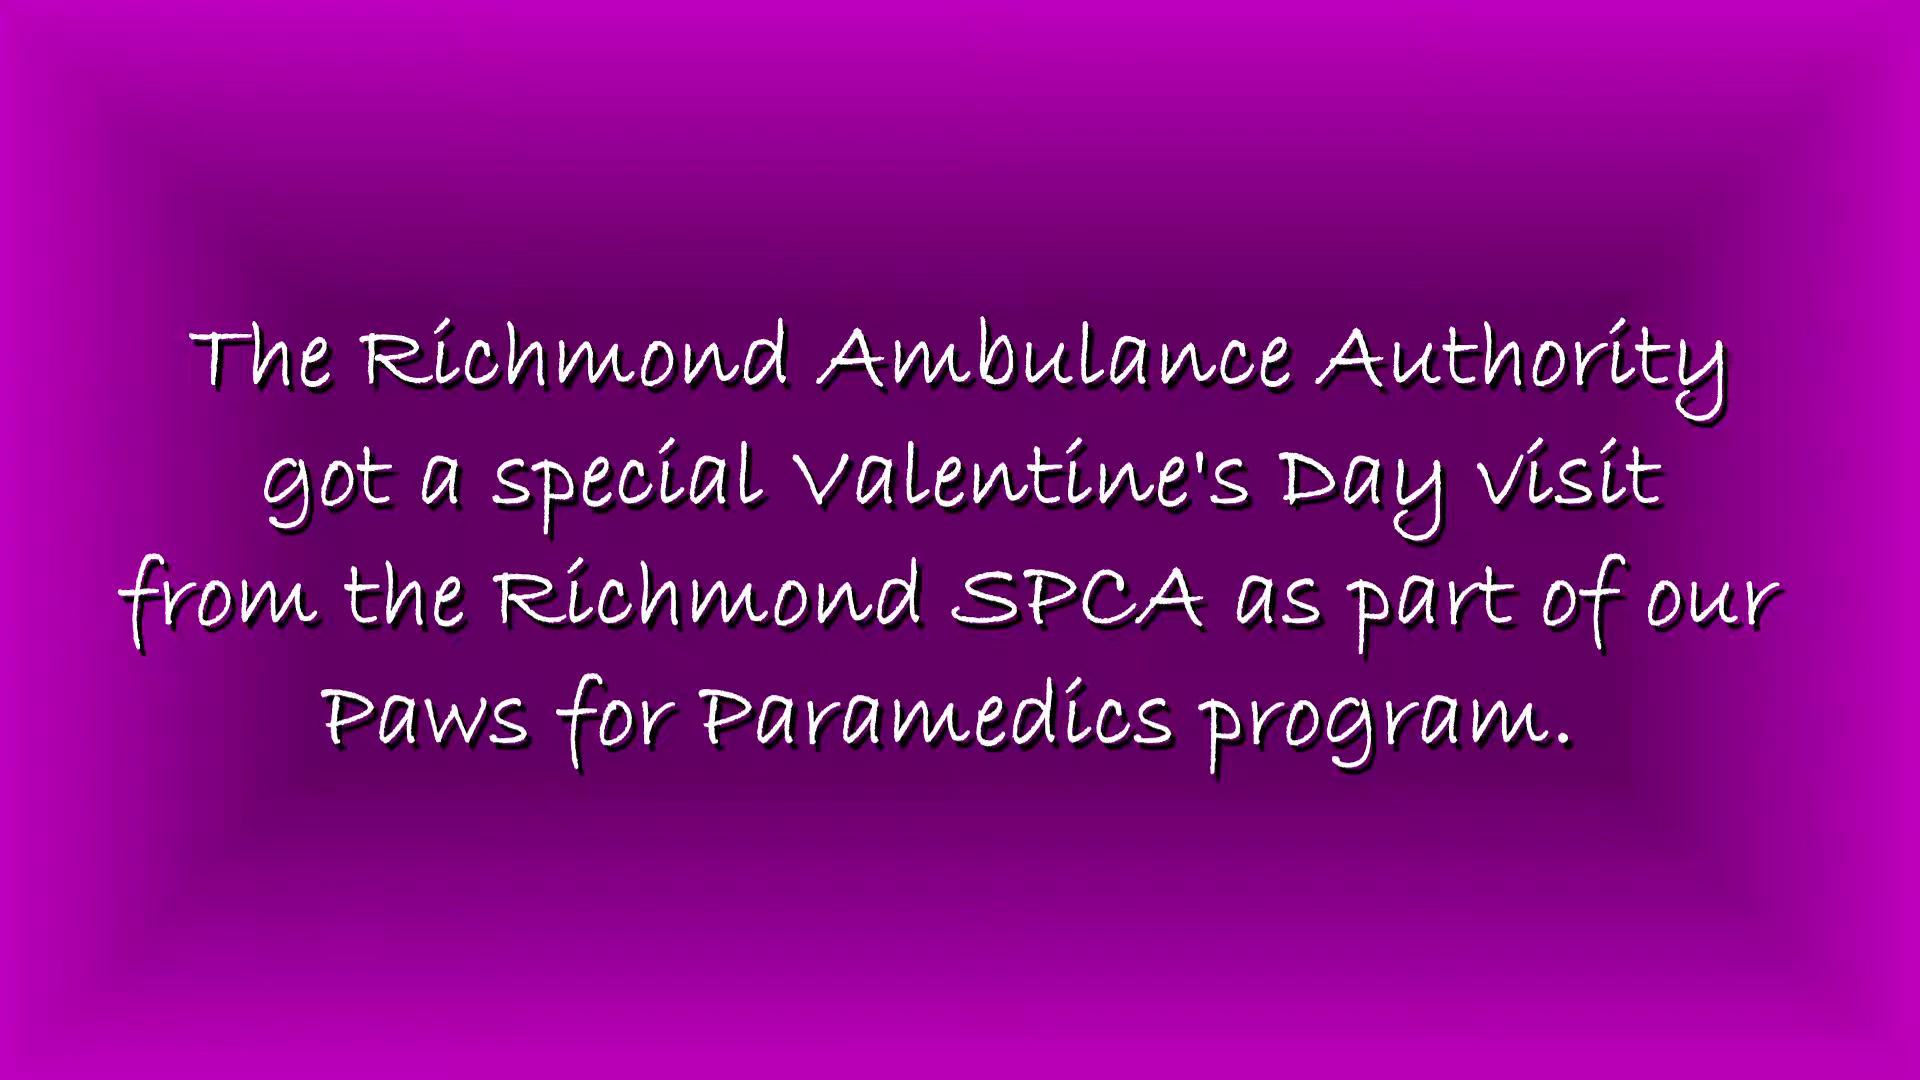 The Richmond Ambulance Authority
got a special Valentine's Day visit
from the Richmond SPCA as part of our
Paws for Paramedics program.